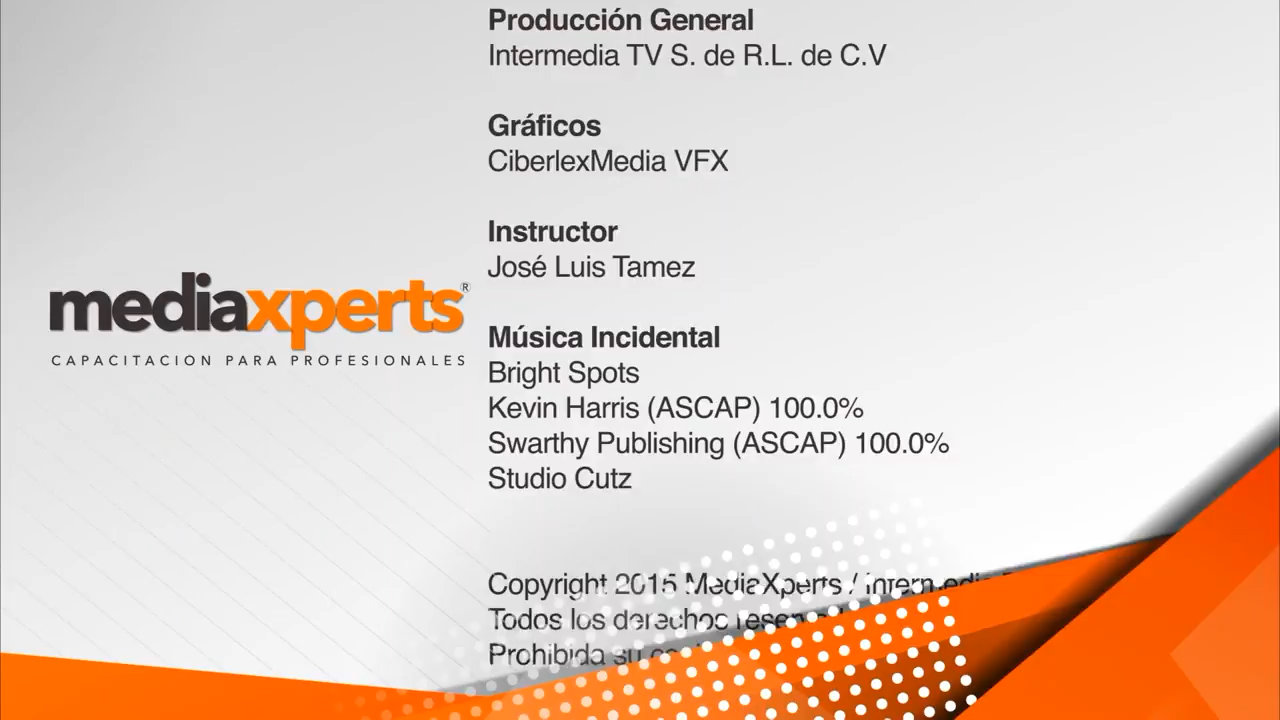 Producción General
Intermedia TV S. de R.L. de C.V
Gráficos
CiberlexMedia VFX
Instructor
José Luis Tamez
mediaxperts®
CAPACITACION PARA PROFESIONALES
Música Incidental
Bright Spots
Kevin Harris (ASCAP) 100.0%
Swarthy Publishing (ASCAP) 100.0%
Studio Cutz
Copyright 2015 MediaXperts / Intermedia
Todos los derechos
Prohibida su